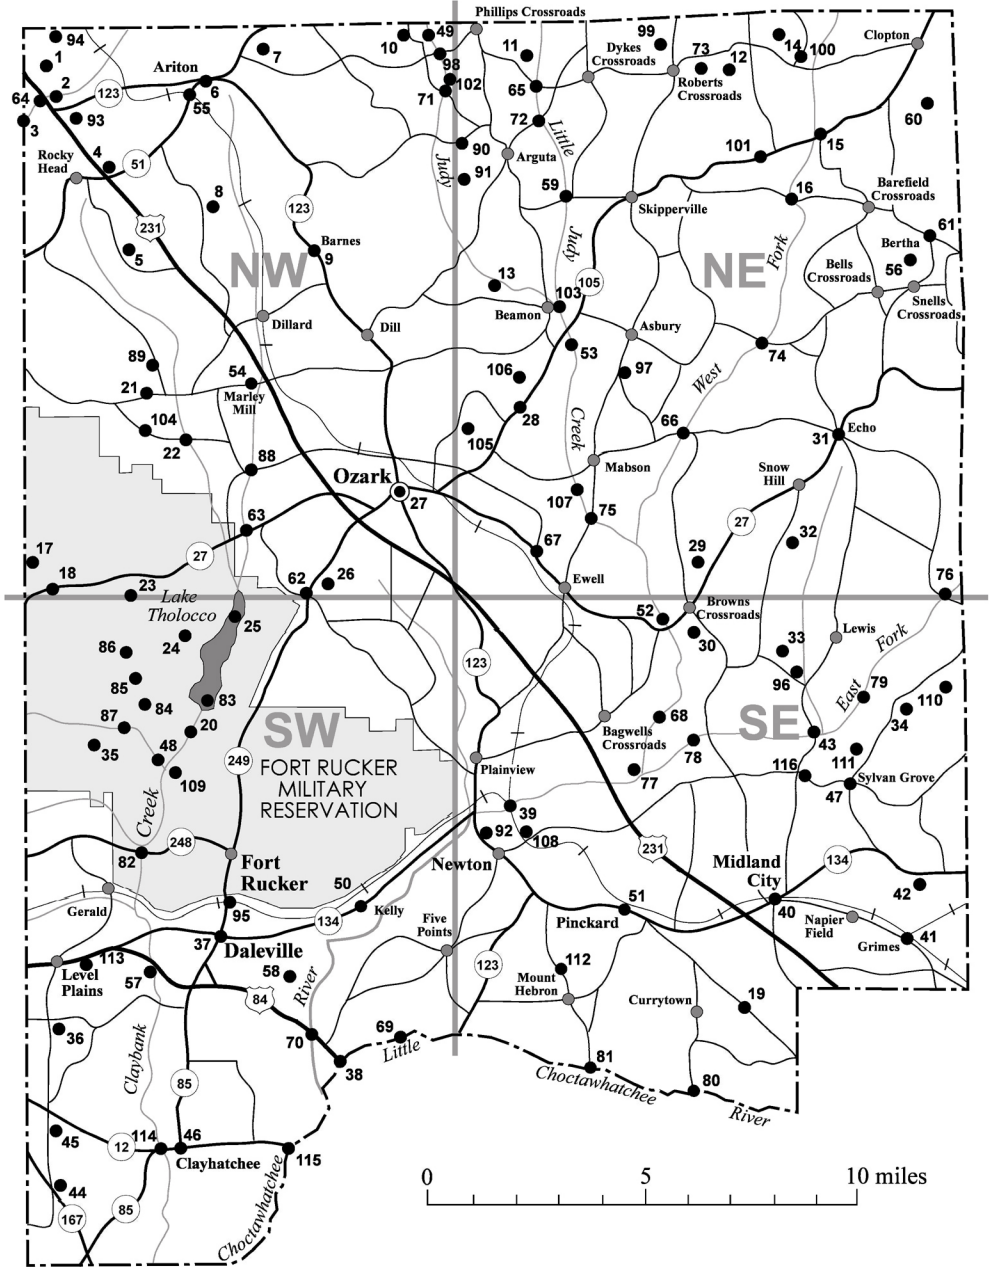 Phillips Crossroads
94
1
2
64
3
93
123
Ariton
6
55
7
10
49
98
102
71
11
65
Dykes
Crossroads
99
73
12
Roberts
Crossroads
14
100
Clopton
60
Rocky
Head
4
51
8
123
231
5
Barnes
9
72
Little
90
Arguta
91
Judy
59
101
15
16
Skipperville
Barefield
Crossroads
61
Bertha
56
Bells
Crossroads
Snells
Crossroads
NW
NE
Judy
Fork
13
105
103
Beamon
Dillard
Dill
Asbury
53
97
74
89
21
54
Marley
Mill
106
28
West
104
22
105
Creek
66
31
Echo
88
Ozark
27
Mabson
Snow
Hill
107
75
63
27
27
17
18
23
67
29
32
62
26
Ewell
76
Lake
Tholocco
25
24
52
Browns
Crossroads
30
33
Lewis
Fork
86
85
84
83
123
96
East
79
110
34
87
35
48
20
109
SW
SE
68
Bagwells
Crossroads
78
77
43
111
116
47
Sylvan Grove
249
FORT RUCKER
MILITARY
RESERVATION
Plainview
Creek
39
92
108
248
82
Fort
Rucker
Newton
231
Midland
City
134
42
50
Gerald
95
134
Kelly
Five
Points
51
Pinckard
40
Napier
Field
Grimes
41
37
Daleville
113
Level
Plains
57
58
84
River
123
112
Mount
Hebron
Currytown
19
36
Claybank
70
69
Little
38
81
Choctawhatchee
80
River
85
45
12
114
46
Clayhatchee
115
44
167
85
Choctawhatchee
0
5
10 miles